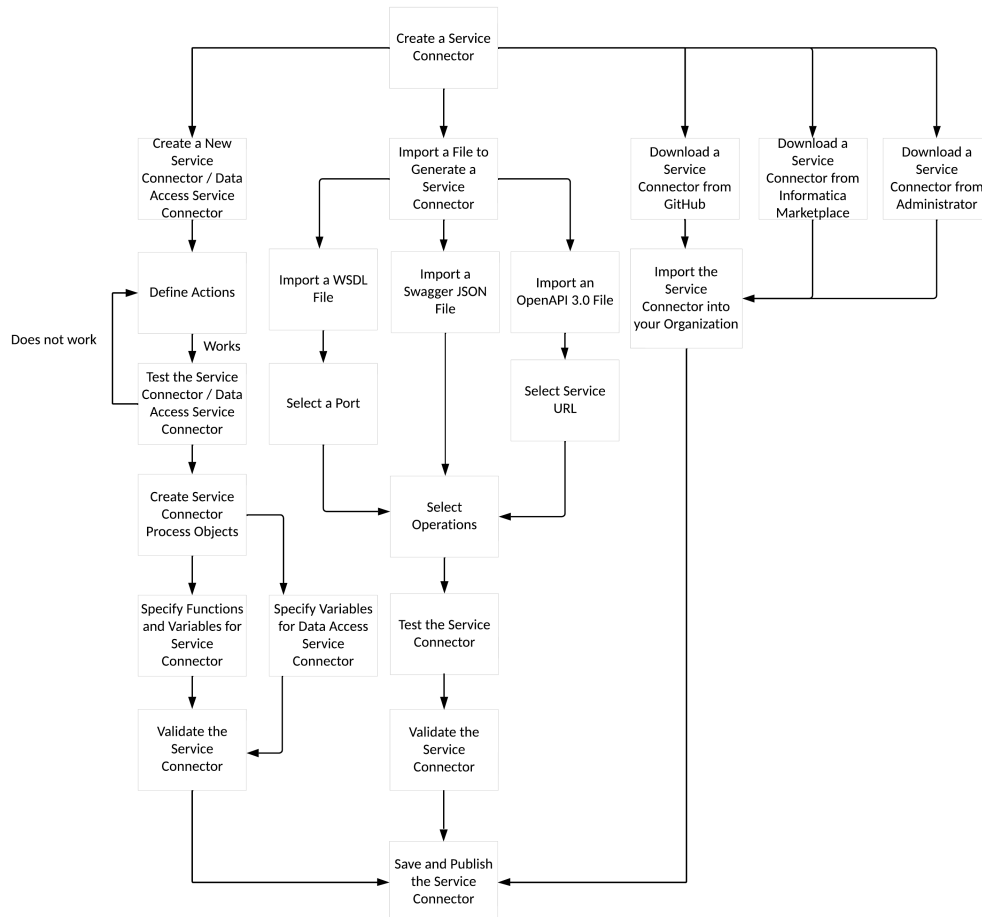 Create a Service
Connector
Create a New
Service
Connector / Data
Access Service
Connector
Import a File to
Generate a
Service
Connector
Download a
Service
Connector from
GitHub
Download a
Service
Connector from
Informatica
Marketplace
Download a
Service
Connector from
Administrator
Define Actions
Import a WSDL
File
Import a
Swagger JSON
File
Import an
OpenAPI 3.0 File
Import the
Service
Connector into
your Organization
Does not work
Works
Test the Service
Connector / Data
Access Service
Connector
Select a Port
Select Service
URL
Create Service
Connector
Process Objects
Select
Operations
Specify Functions
and Variables for
Service
Connector
Specify Variables
for Data Access
Service
Connector
Test the Service
Connector
Validate the
Service
Connector
Validate the
Service
Connector
Save and Publish
the Service
Connector